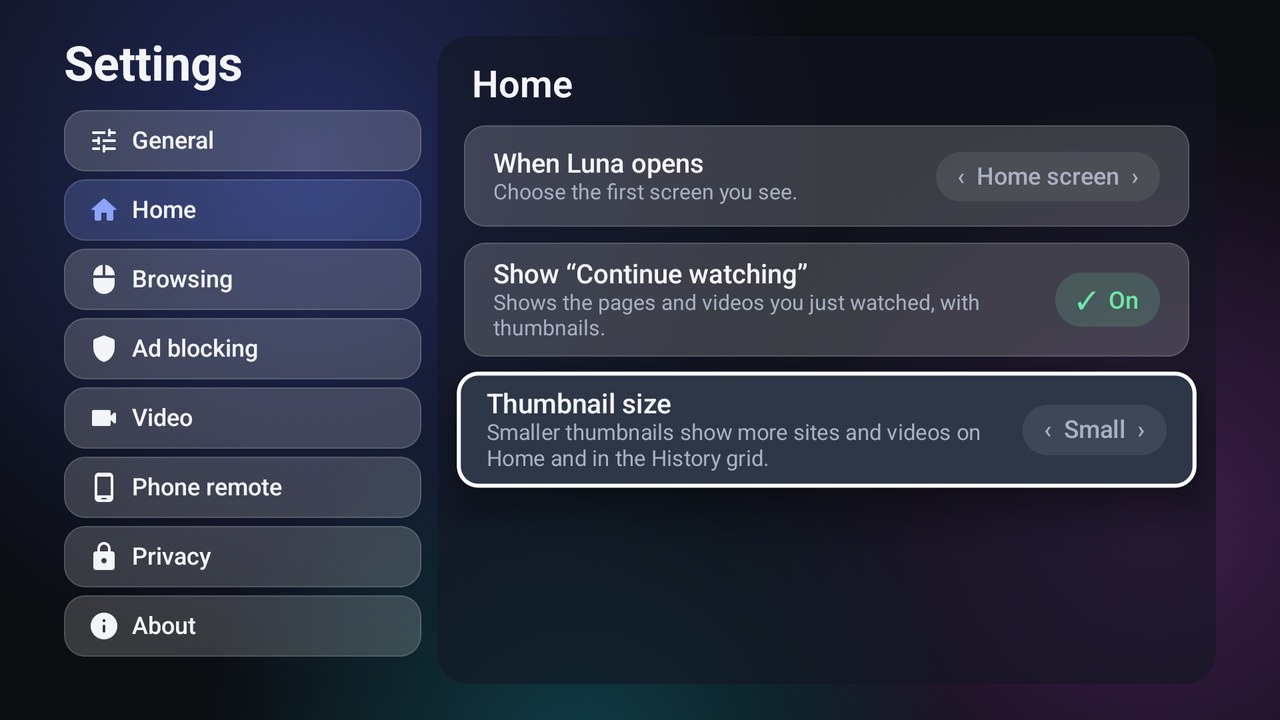 Settings
General
Home
Browsing
Ad blocking
Video
Phone remote
Privacy
About
Home
When Luna opens
Choose the first screen you see.
‹ Home screen ›
Show “Continue watching”
Shows the pages and videos you just watched, with
thumbnails.
✓ On
Thumbnail size
Smaller thumbnails show more sites and videos on
Home and in the History grid.
‹ Small ›